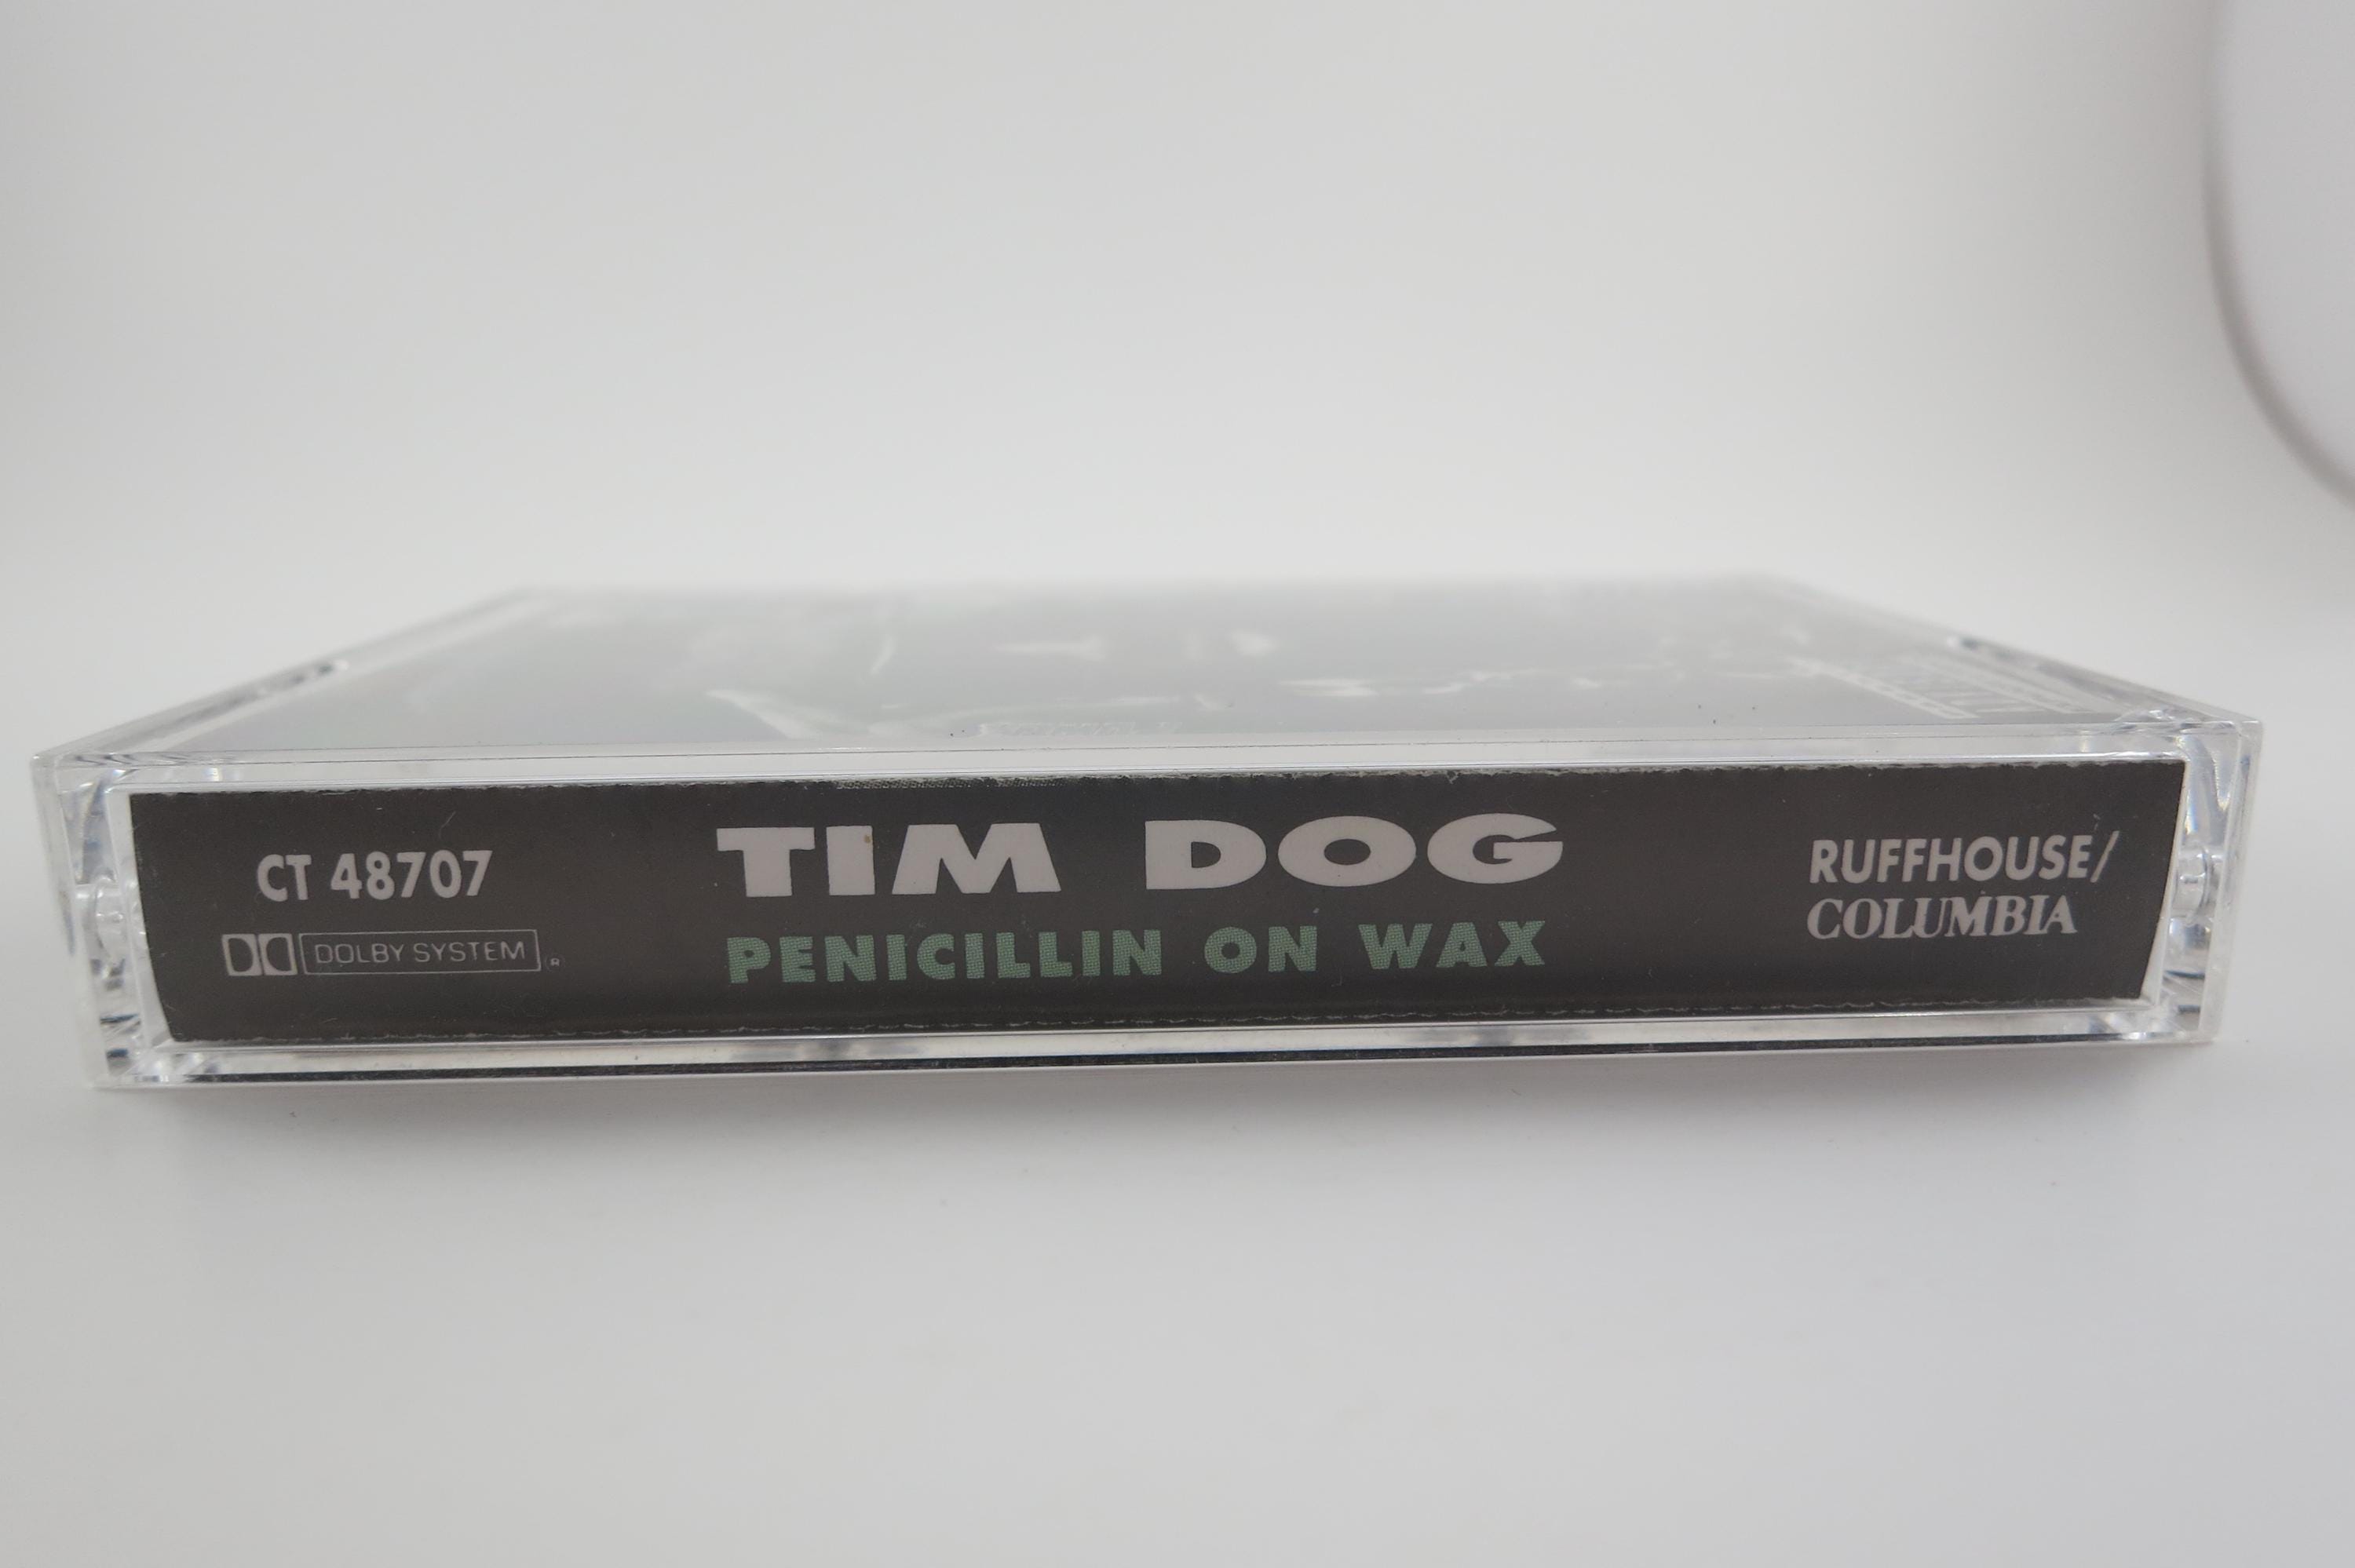 CT 48707
DOLBY SYSTEM ®
TIM DOG
PENICILLIN ON WAX
RUFFHOUSE/
COLUMBIA